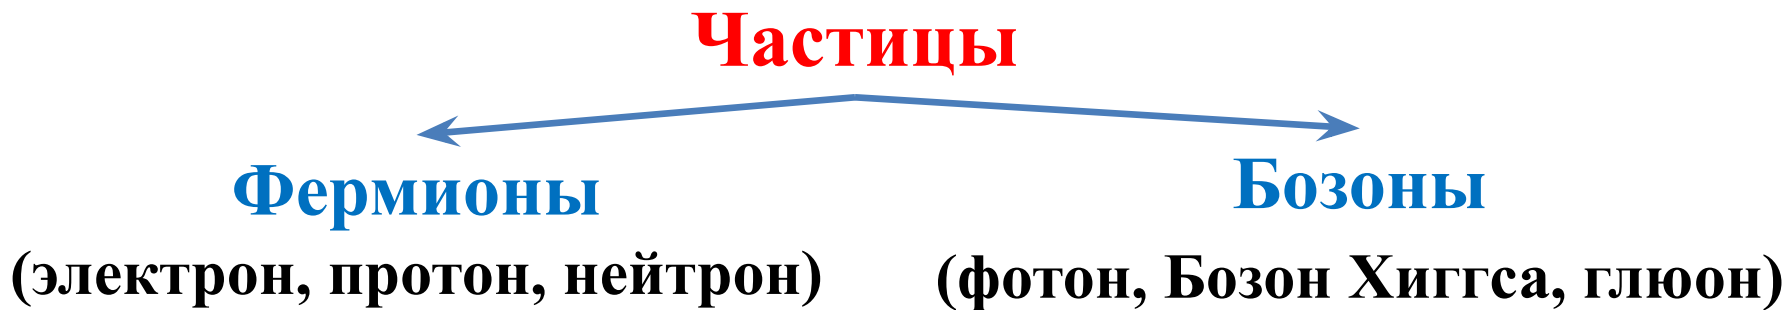 Частицы
Фермионы
Бозоны
(электрон, протон, нейтрон)
(фотон, Бозон Хиггса, глюон)